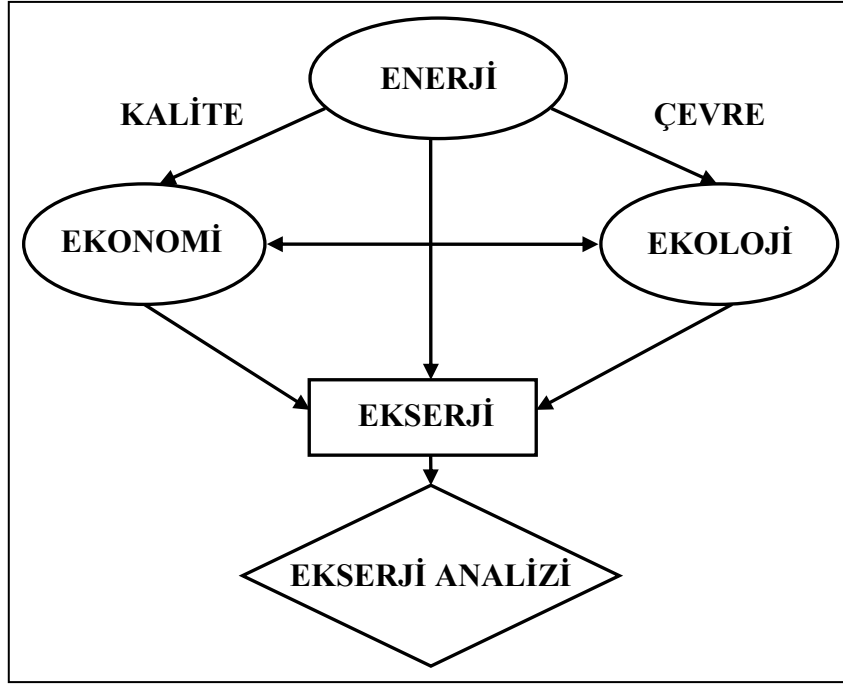 ENERJİ
KALİTE
ÇEVRE
EKONOMİ
EKOLOJİ
EKSERJİ
EKSERJİ ANALİZİ